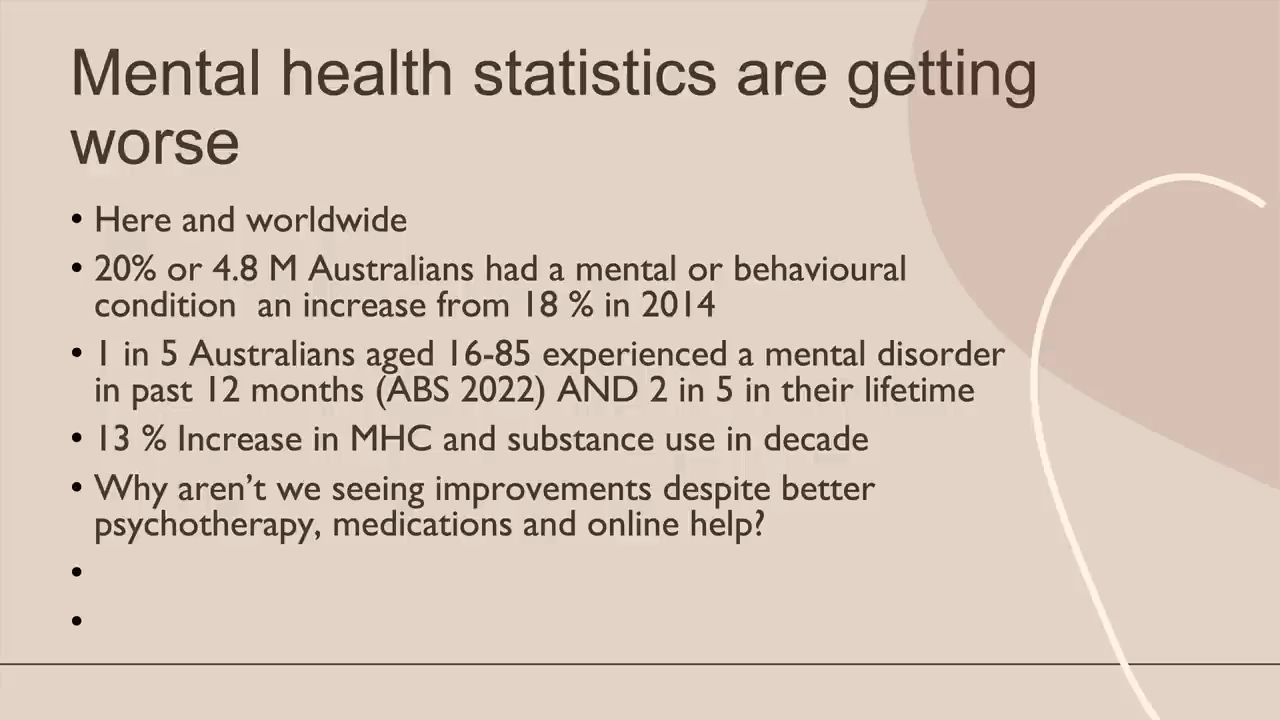 Mental health statistics are getting
worse
• Here and worldwide
• 20% or 4.8 M Australians had a mental or behavioural
condition  an increase from 18 % in 2014
• 1 in 5 Australians aged 16-85 experienced a mental disorder
in past 12 months (ABS 2022) AND 2 in 5 in their lifetime
• 13 % Increase in MHC and substance use in decade
• Why aren’t we seeing improvements despite better
psychotherapy, medications and online help?
•
•